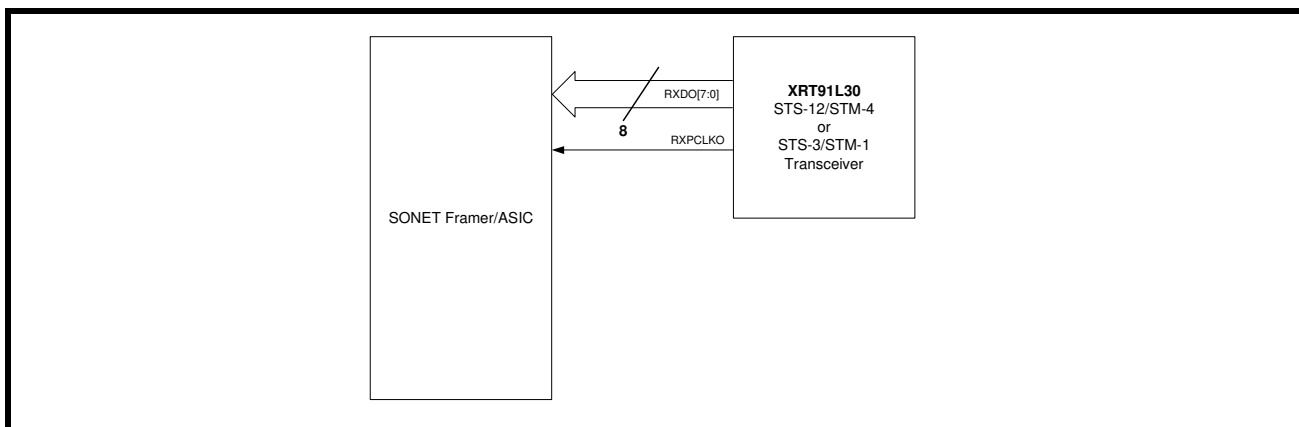 SONET Framer/ASIC
RXDO[7:0]
8
RXPCLKO
XRT91L30
STS-12/STM-4
or
STS-3/STM-1
Transceiver